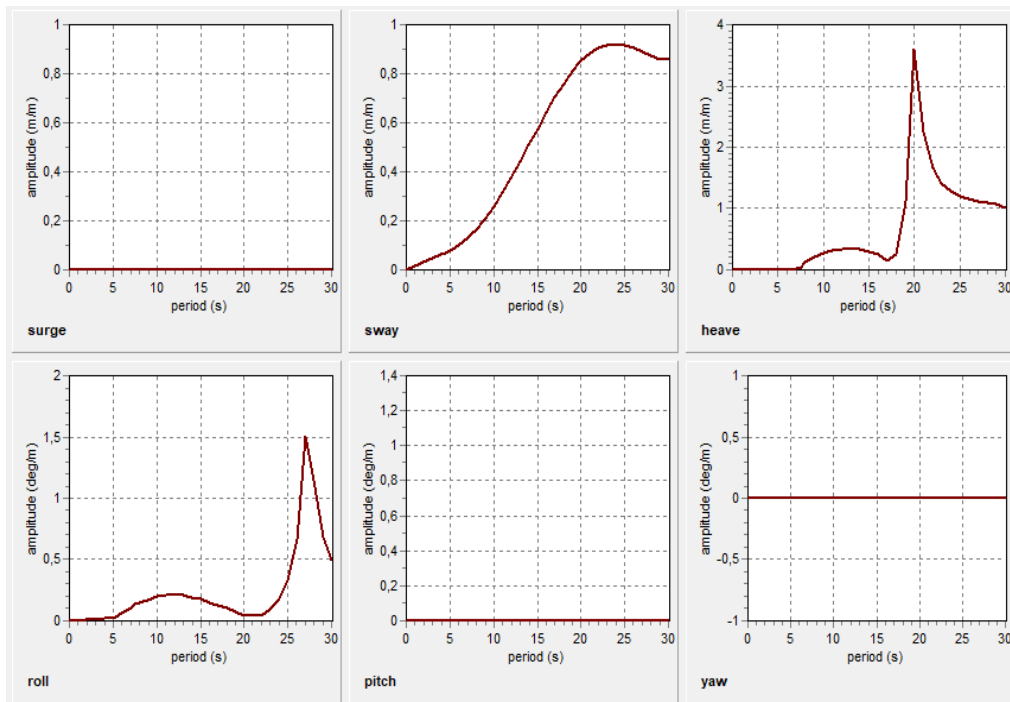 1
0,8
0,6
0,4
0,2
0
amplitude (m/m)
0 5 10 15 20 25 30
period (s)
surge
1
0,8
0,6
0,4
0,2
0
amplitude (m/m)
0 5 10 15 20 25 30
period (s)
sway
4
3
2
1
0
amplitude (m/m)
0 5 10 15 20 25 30
period (s)
heave
2
1,5
1
0,5
0
amplitude (deg/m)
0 5 10 15 20 25 30
period (s)
roll
1,4
1,2
1
0,8
0,6
0,4
0,2
0
amplitude (deg/m)
0 5 10 15 20 25 30
period (s)
pitch
1
0,5
0
-0,5
-1
amplitude (deg/m)
0 5 10 15 20 25 30
period (s)
yaw